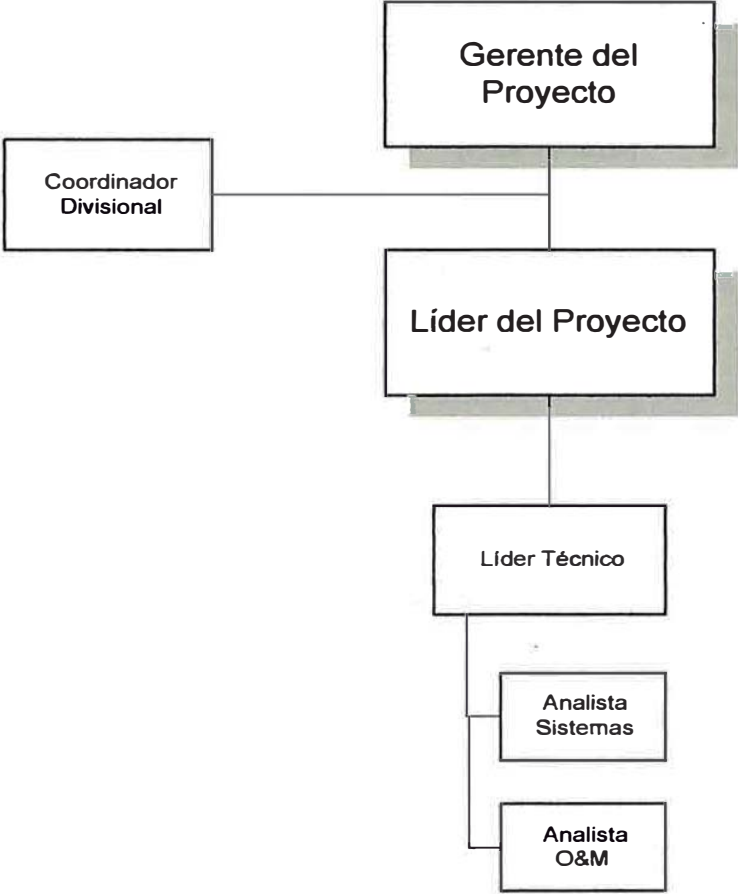 Gerente del
Proyecto
Coordinador
Divisional
Líder del Proyecto
Líder Técnico
Analista
Sistemas
Analista
O&M